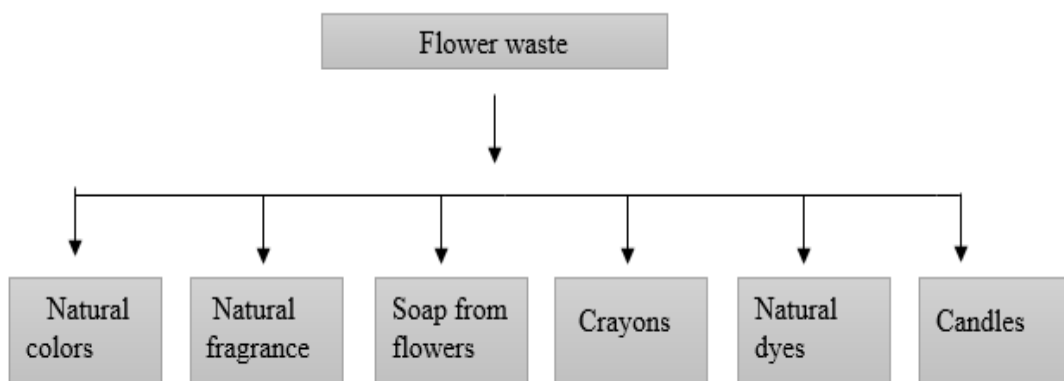 Flower waste
Natural
colors
Natural
fragrance
Soap from
flowers
Crayons
Natural
dyes
Candles